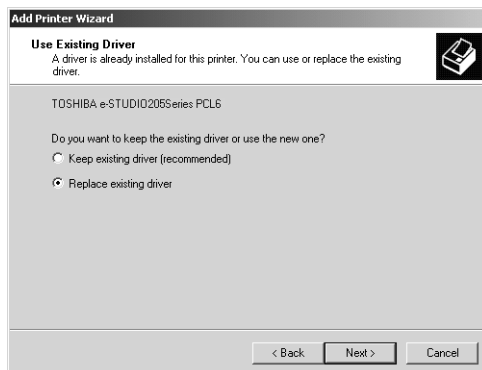 Add Printer Wizard
Use Existing Driver
A driver is already installed for this printer. You can use or replace the existing
driver.
TOSHIBA e-STUDIO205Series PCL6
Do you want to keep the existing driver or use the new one?
Keep existing driver (recommended)
Replace existing driver
< Back
Next >
Cancel